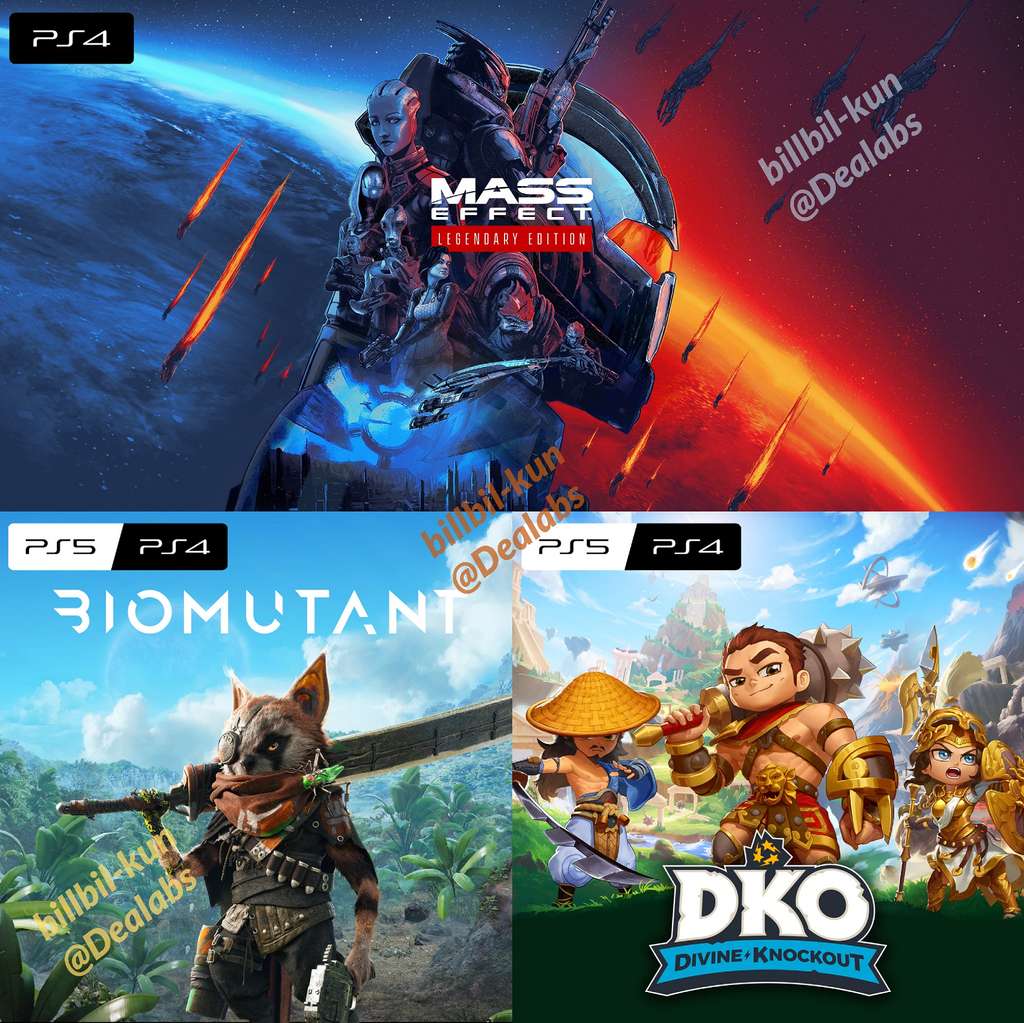 PS4
billbil-kun
@Dealabs
MASS
EFFECT
LEGENDARY EDITION
billbil-kun
@Dealabs
PS5 PS4
BIOMUTANT
billbil-kun
@Dealabs
PS5 PS4
DKO
DIVINE KNOCKOUT